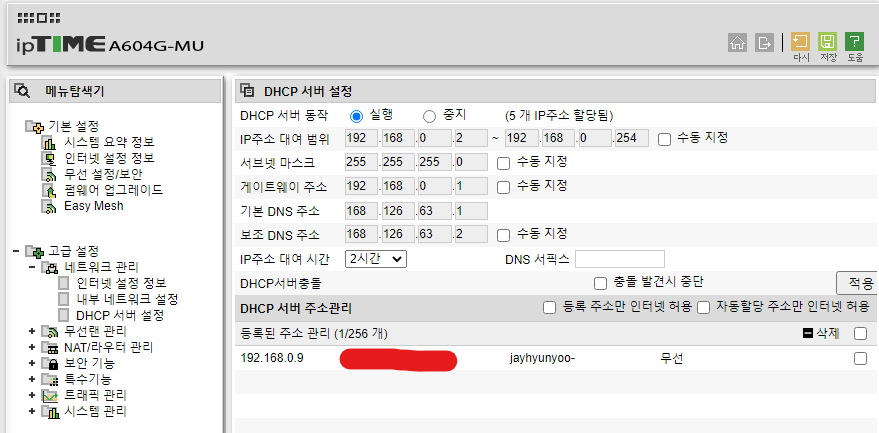 ipTIME A604G-MU
다시 저장 도움
메뉴탐색기
기본 설정
시스템 요약 정보
인터넷 설정 정보
무선 설정/보안
펌웨어 업그레이드
Easy Mesh
고급 설정
네트워크 관리
인터넷 설정 정보
내부 네트워크 설정
DHCP 서버 설정
무선랜 관리
NAT/라우터 관리
보안 기능
특수기능
트래픽 관리
시스템 관리
DHCP 서버 설정
DHCP 서버 동작 실행 중지 (5 개 IP주소 할당됨)
IP주소 대여 범위 192 .168 .0 .2 ~ 192 .168 .0 .254 수동 지정
서브넷 마스크 255 .255 .255 .0 수동 지정
게이트웨이 주소 192 .168 .0 .1 수동 지정
기본 DNS 주소 168 .126 .63 .1
보조 DNS 주소 168 .126 .63 .2 수동 지정
IP주소 대여 시간 2시간 DNS 서픽스
DHCP서버충돌 충돌 발견시 중단 적용
DHCP 서버 주소관리 등록 주소만 인터넷 허용 자동할당 주소만 인터넷 허용
등록된 주소 관리 (1/256 개) 삭제
192.168.0.9 jayhyunyoo- 무선